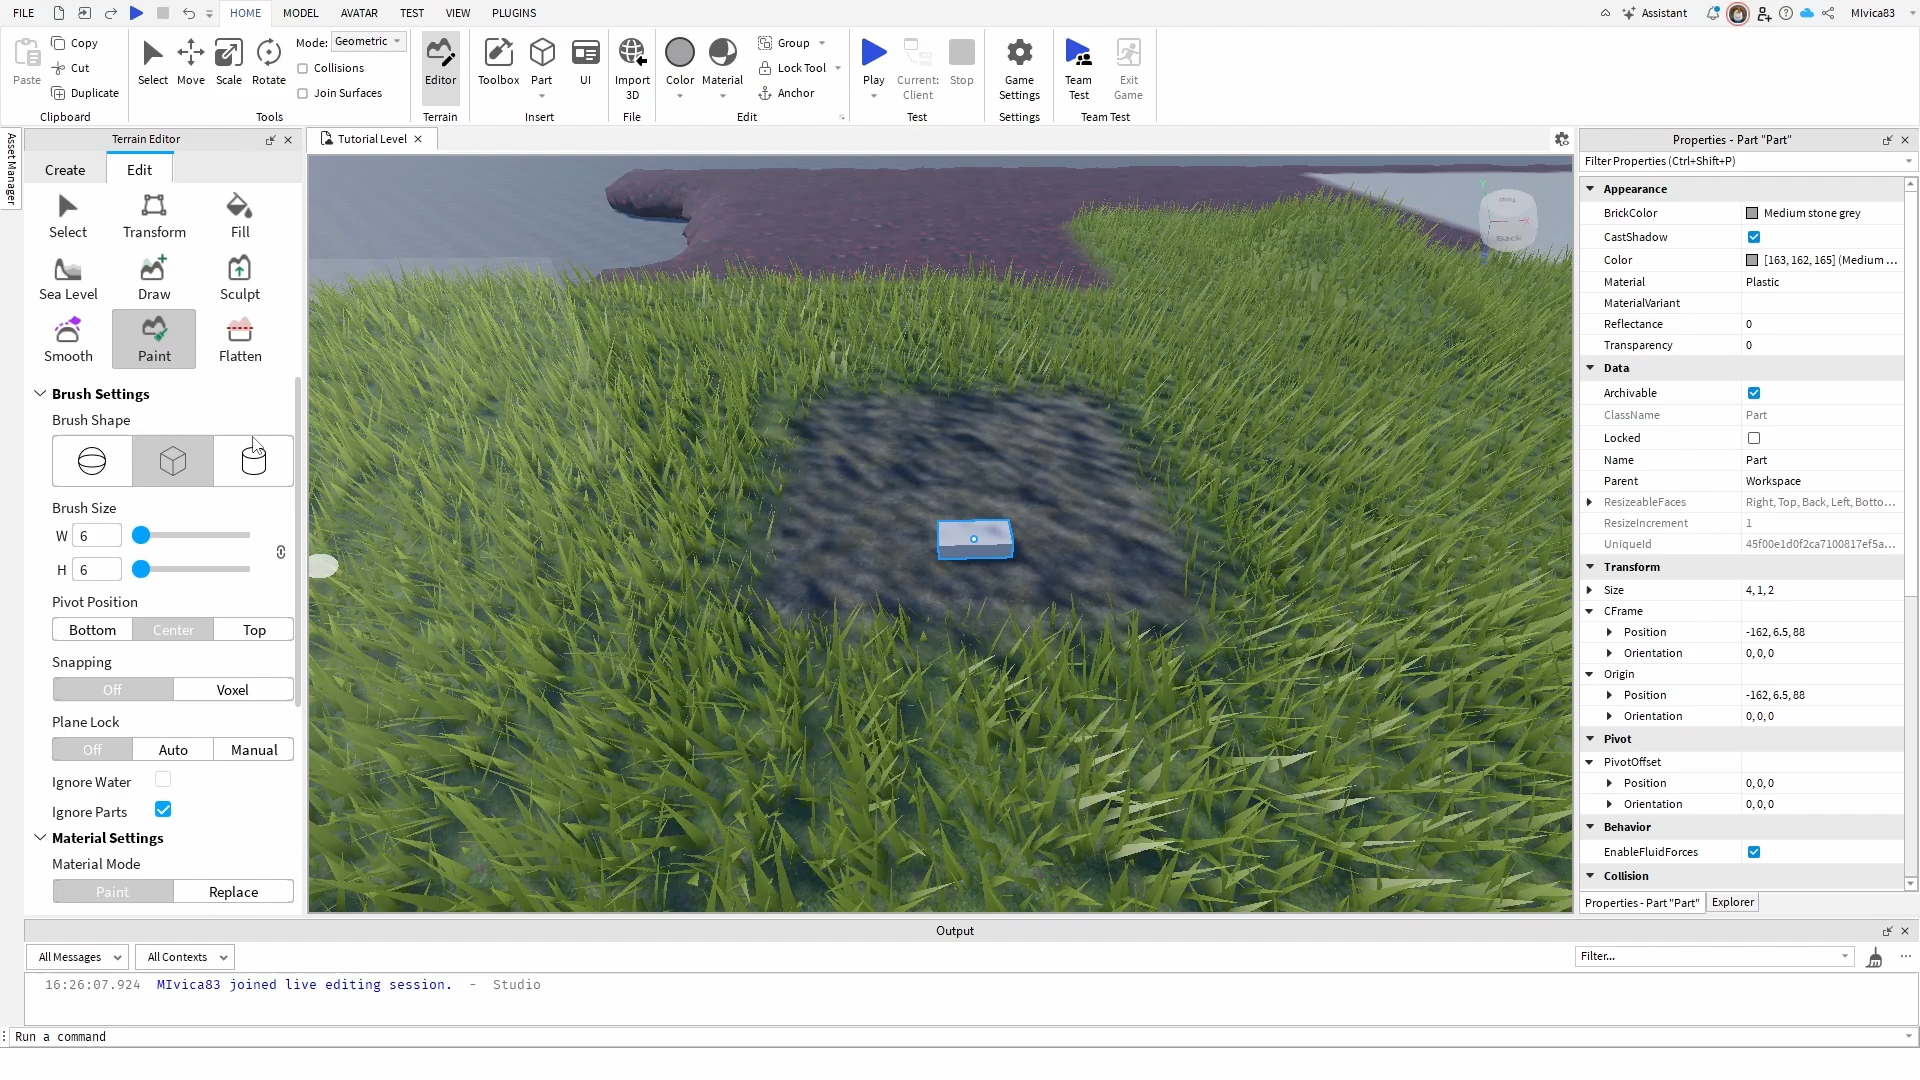 FILE HOME MODEL AVATAR TEST VIEW PLUGINS Assistant MIvica83
Paste Copy Cut Duplicate Clipboard
Select Move Scale Rotate Mode: Geometric Collisions Join Surfaces Tools
Editor Terrain
Toolbox Part UI Insert
Import 3D File
Color Material Group Lock Tool Anchor Edit
Play Current: Client Stop Test
Game Settings Settings
Team Test Exit Game Team Test
Asset Manager
Terrain Editor
Create Edit
Select Transform Fill
Sea Level Draw Sculpt
Smooth Paint Flatten
Brush Settings
Brush Shape
Brush Size
W 6
H 6
Pivot Position
Bottom Center Top
Snapping
Off Voxel
Plane Lock
Off Auto Manual
Ignore Water
Ignore Parts
Material Settings
Material Mode
Paint Replace
Tutorial Level
Y
X
Back
Properties - Part "Part"
Filter Properties (Ctrl+Shift+P)
Appearance
BrickColor Medium stone grey
CastShadow
Color [163, 162, 165] (Medium ...
Material Plastic
MaterialVariant
Reflectance 0
Transparency 0
Data
Archivable
ClassName Part
Locked
Name Part
Parent Workspace
ResizeableFaces Right, Top, Back, Left, Botto...
ResizeIncrement 1
UniqueId 45f00e1d0f2ca7100817ef5a...
Transform
Size 4, 1, 2
CFrame
Position -162, 6.5, 88
Orientation 0, 0, 0
Origin
Position -162, 6.5, 88
Orientation 0, 0, 0
Pivot
PivotOffset
Position 0, 0, 0
Orientation 0, 0, 0
Behavior
EnableFluidForces
Collision
Properties - Part "Part" Explorer
Output
All Messages All Contexts Filter...
16:26:07.924 MIvica83 joined live editing session. - Studio
Run a command